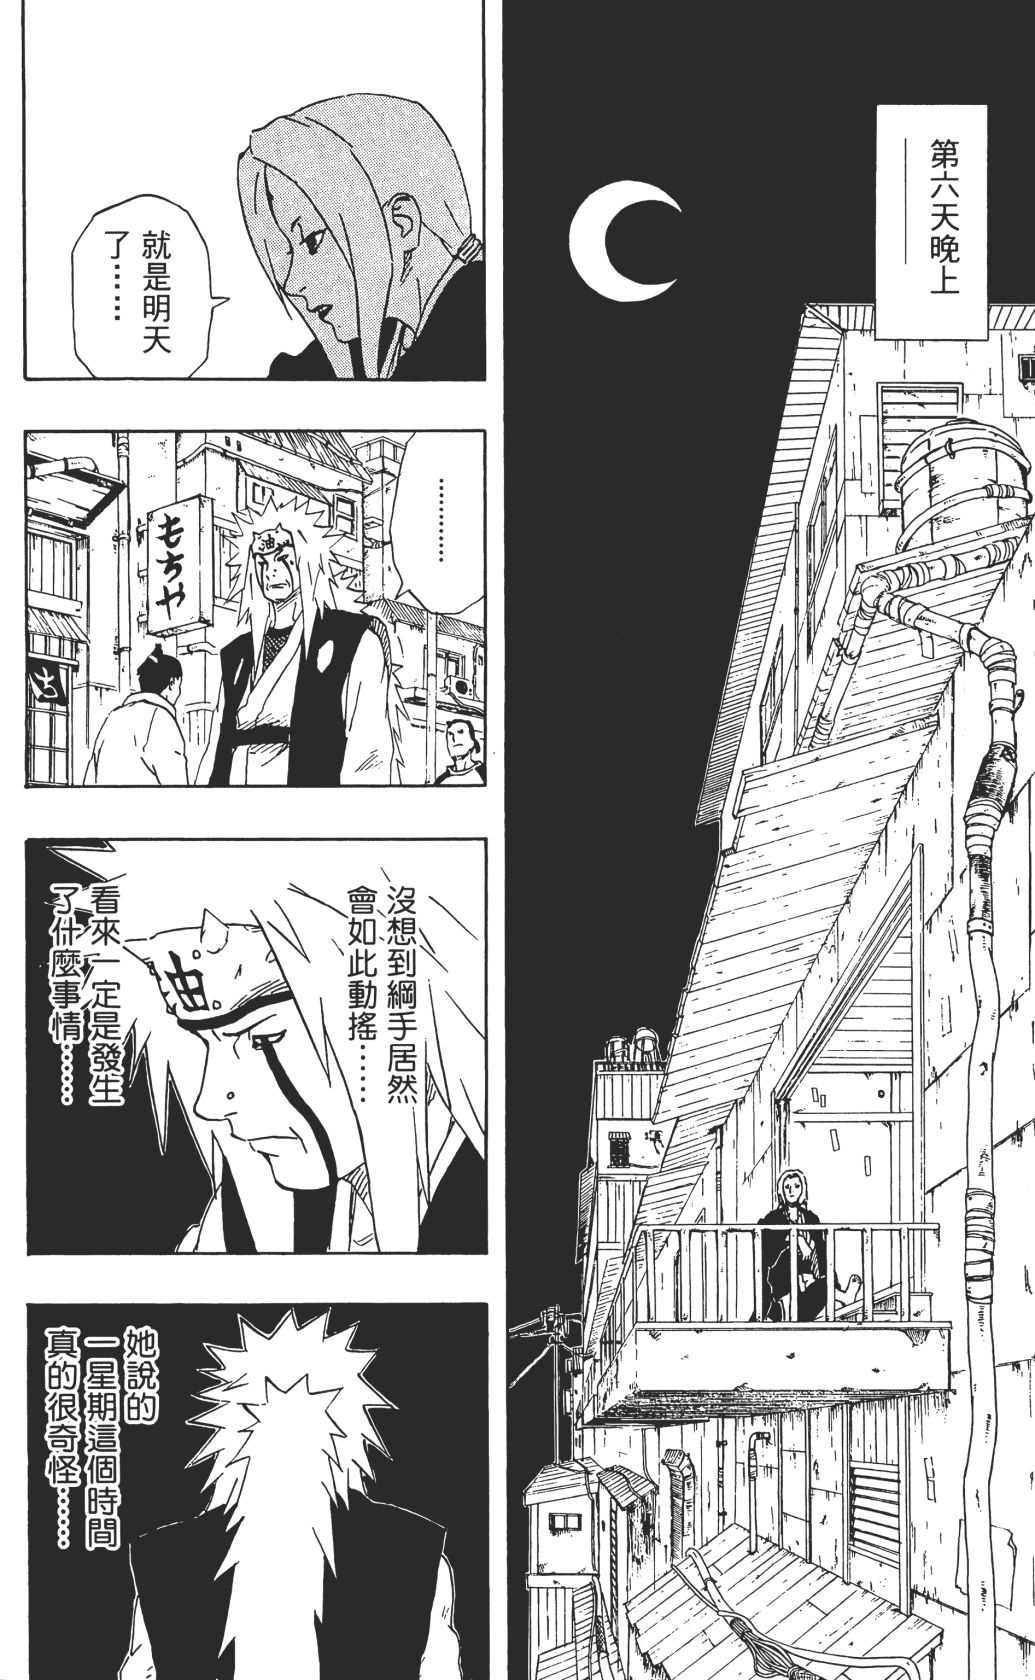 第六天晚上——
就是明天
了……
………
もちや
油
ち
沒想到綱手居然
會如此動搖……
看來一定是發生
了什麼事情……
油
她說的
一星期這個時間
真的很奇怪……